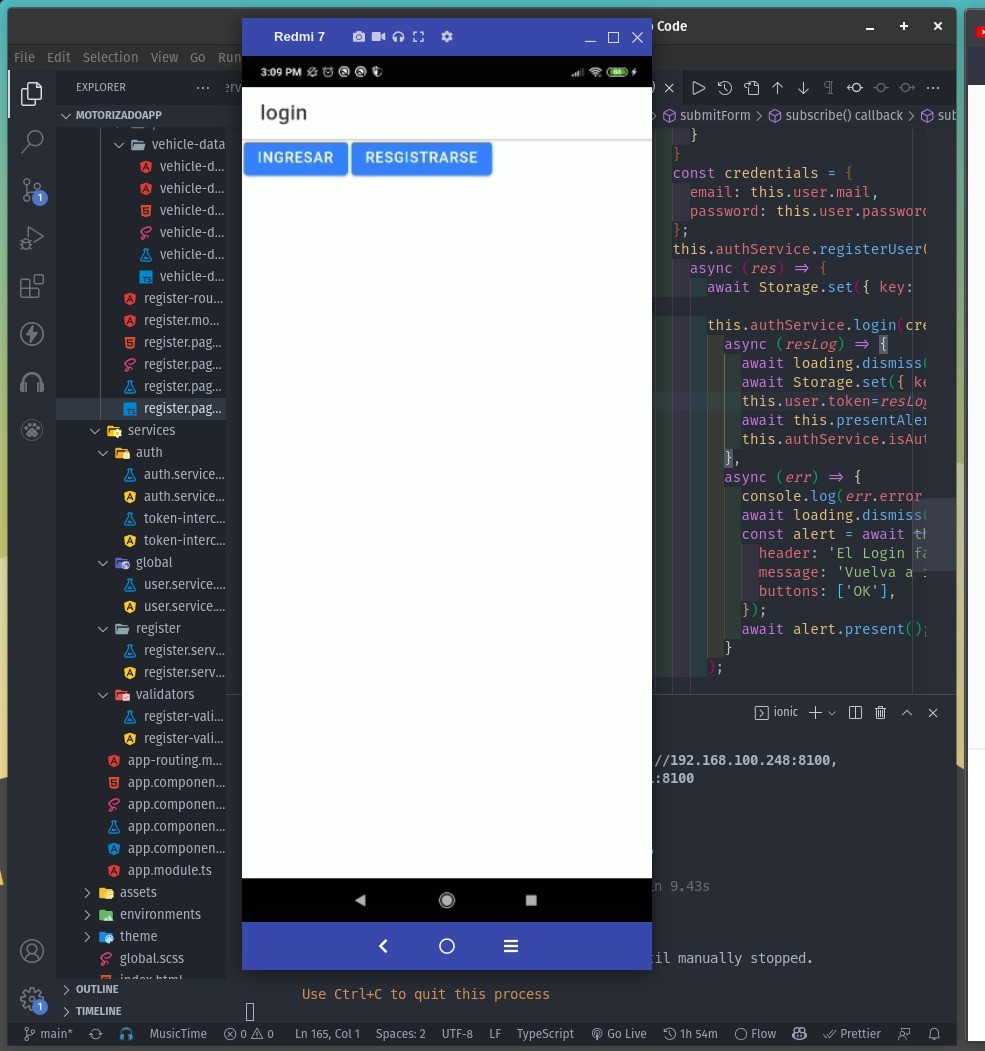 Redmi 7
Code
File Edit Selection View Go Run
EXPLORER
MOTORIZADOAPP
vehicle-data
vehicle-d...
vehicle-d...
vehicle-d...
vehicle-d...
vehicle-d...
vehicle-d...
register-rou...
register.mo...
register.pag...
register.pag...
register.pag...
register.pag...
services
auth
auth.service...
auth.service...
token-interc...
token-interc...
global
user.service....
user.service....
register
register.serv...
register.serv...
validators
register-vali...
register-vali...
app-routing.m...
app.componen...
app.componen...
app.componen...
app.componen...
app.module.ts
assets
environments
theme
global.scss
index.html
OUTLINE
TIMELINE
3:09 PM
88
login
INGRESAR RESGISTRARSE
submitForm > subscribe() callback > sub
}
}
const credentials = {
email: this.user.mail,
password: this.user.password
};
this.authService.registerUser(
async (res) => {
await Storage.set({ key:
this.authService.login(cre
async (resLog) => {
await loading.dismiss(
await Storage.set({ ke
this.user.token=resLog
await this.presentAler
this.authService.isAut
},
async (err) => {
console.log(err.error
await loading.dismiss(
const alert = await th
header: 'El Login fa
message: 'Vuelva a i
buttons: ['OK'],
});
await alert.present();
}
);
ionic
//192.168.100.248:8100,
:8100
in 9.43s
til manually stopped.
Use Ctrl+C to quit this process
main* MusicTime 0 0 Ln 165, Col 1 Spaces: 2 UTF-8 LF TypeScript Go Live 1h 54m Flow Prettier